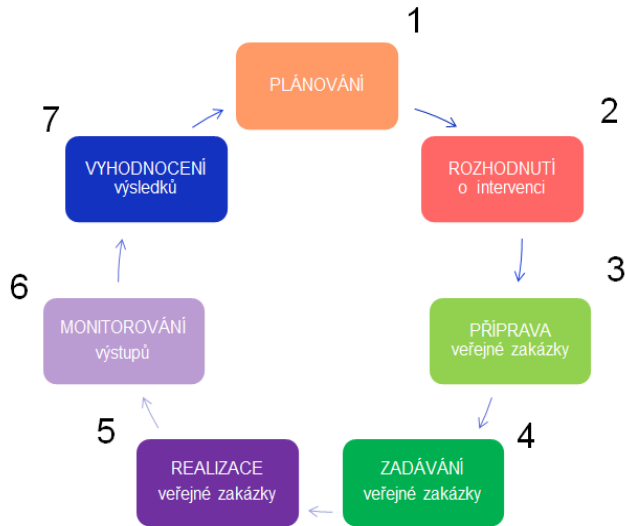 1
PLÁNOVÁNÍ
2
ROZHODNUTÍ
o intervenci
3
PŘÍPRAVA
veřejné zakázky
4
ZADÁVÁNÍ
veřejné zakázky
5
REALIZACE
veřejné zakázky
6
MONITOROVÁNÍ
výstupů
7
VYHODNOCENÍ
výsledků